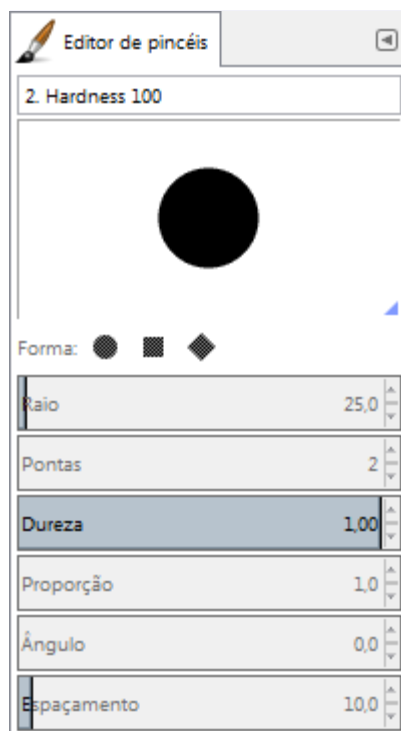 Editor de pincéis
2. Hardness 100
Forma:
Raio 25,0
Pontas 2
Dureza 1,00
Proporção 1,0
Ângulo 0,0
Espaçamento 10,0